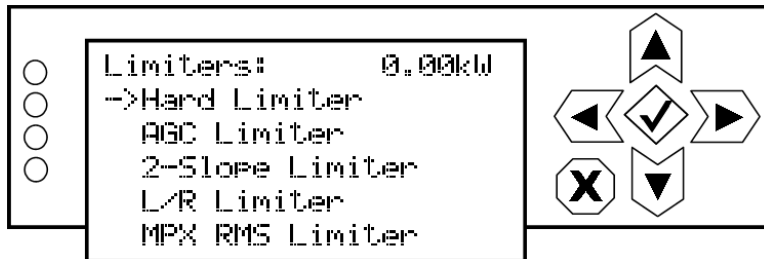 Limiters: 0.00kW
->Hard Limiter
AGC Limiter
2-Slope Limiter
L/R Limiter
MPX RMS Limiter
X